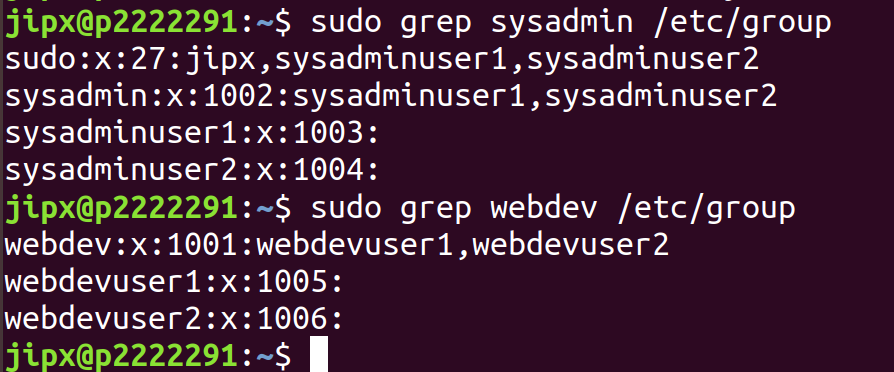 jipx@p2222291:~$ sudo grep sysadmin /etc/group
sudo:x:27:jipx,sysadminuser1,sysadminuser2
sysadmin:x:1002:sysadminuser1,sysadminuser2
sysadminuser1:x:1003:
sysadminuser2:x:1004:
jipx@p2222291:~$ sudo grep webdev /etc/group
webdev:x:1001:webdevuser1,webdevuser2
webdevuser1:x:1005:
webdevuser2:x:1006:
jipx@p2222291:~$